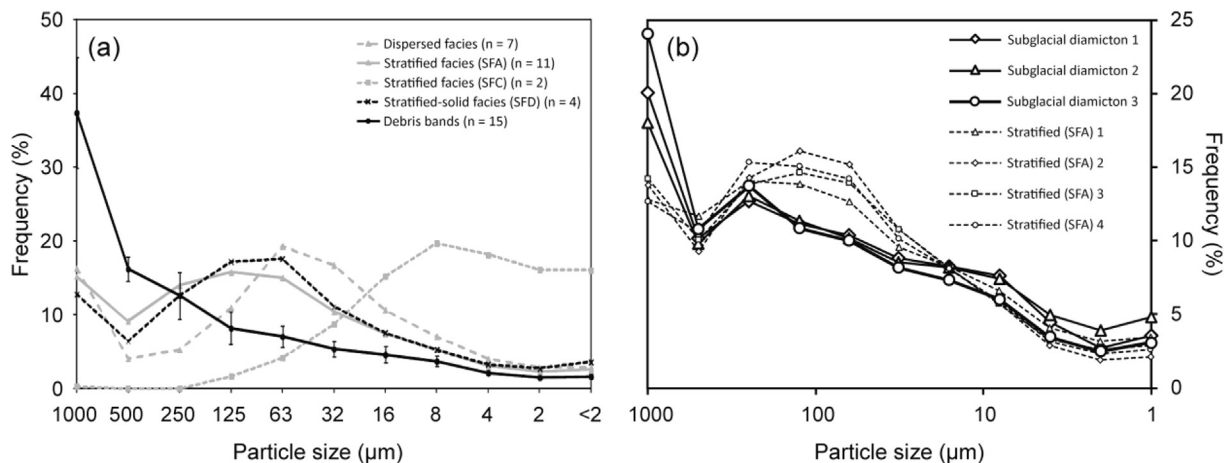 (a)
Frequency (%)
50
40
30
20
10
0
Dispersed facies (n = 7)
Stratified facies (SFA) (n = 11)
Stratified facies (SFC) (n = 2)
Stratified-solid facies (SFD) (n = 4)
Debris bands (n = 15)
1000 500 250 125 63 32 16 8 4 2 <2
Particle size (μm)
(b)
Subglacial diamicton 1
Subglacial diamicton 2
Subglacial diamicton 3
Stratified (SFA) 1
Stratified (SFA) 2
Stratified (SFA) 3
Stratified (SFA) 4
25
20
15
10
5
0
Frequency (%)
1000 100 10 1
Particle size (μm)